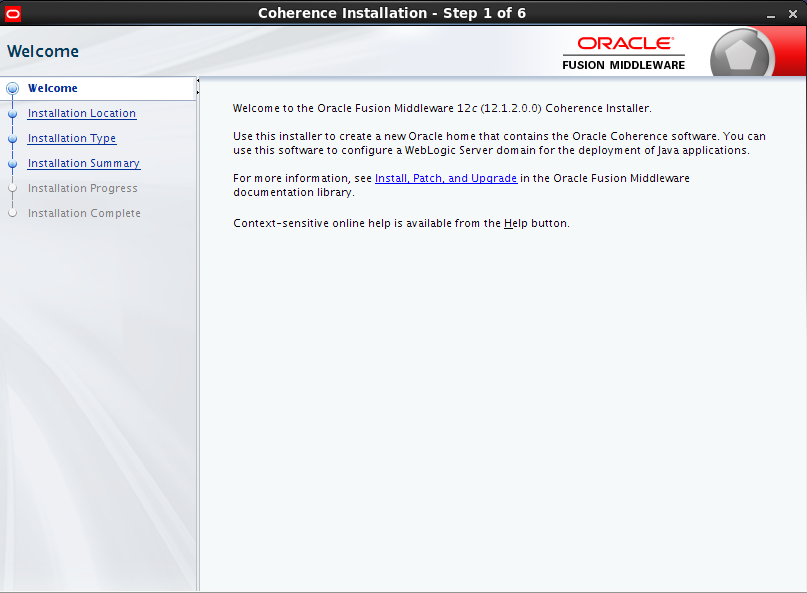 Coherence Installation - Step 1 of 6
Welcome
ORACLE
FUSION MIDDLEWARE
Welcome
Installation Location
Installation Type
Installation Summary
Installation Progress
Installation Complete
Welcome to the Oracle Fusion Middleware 12c (12.1.2.0.0) Coherence Installer.
Use this installer to create a new Oracle home that contains the Oracle Coherence software. You can
use this software to configure a WebLogic Server domain for the deployment of Java applications.
For more information, see Install, Patch, and Upgrade in the Oracle Fusion Middleware
documentation library.
Context-sensitive online help is available from the Help button.